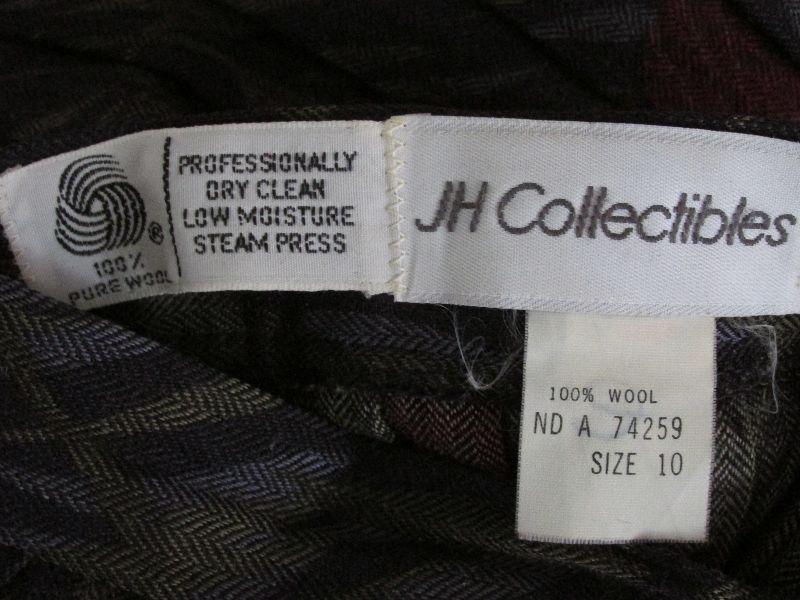 PROFESSIONALLY
DRY CLEAN
LOW MOISTURE
STEAM PRESS
®
100%
PURE WOOL
JH Collectibles
100% WOOL
ND A 74259
SIZE 10